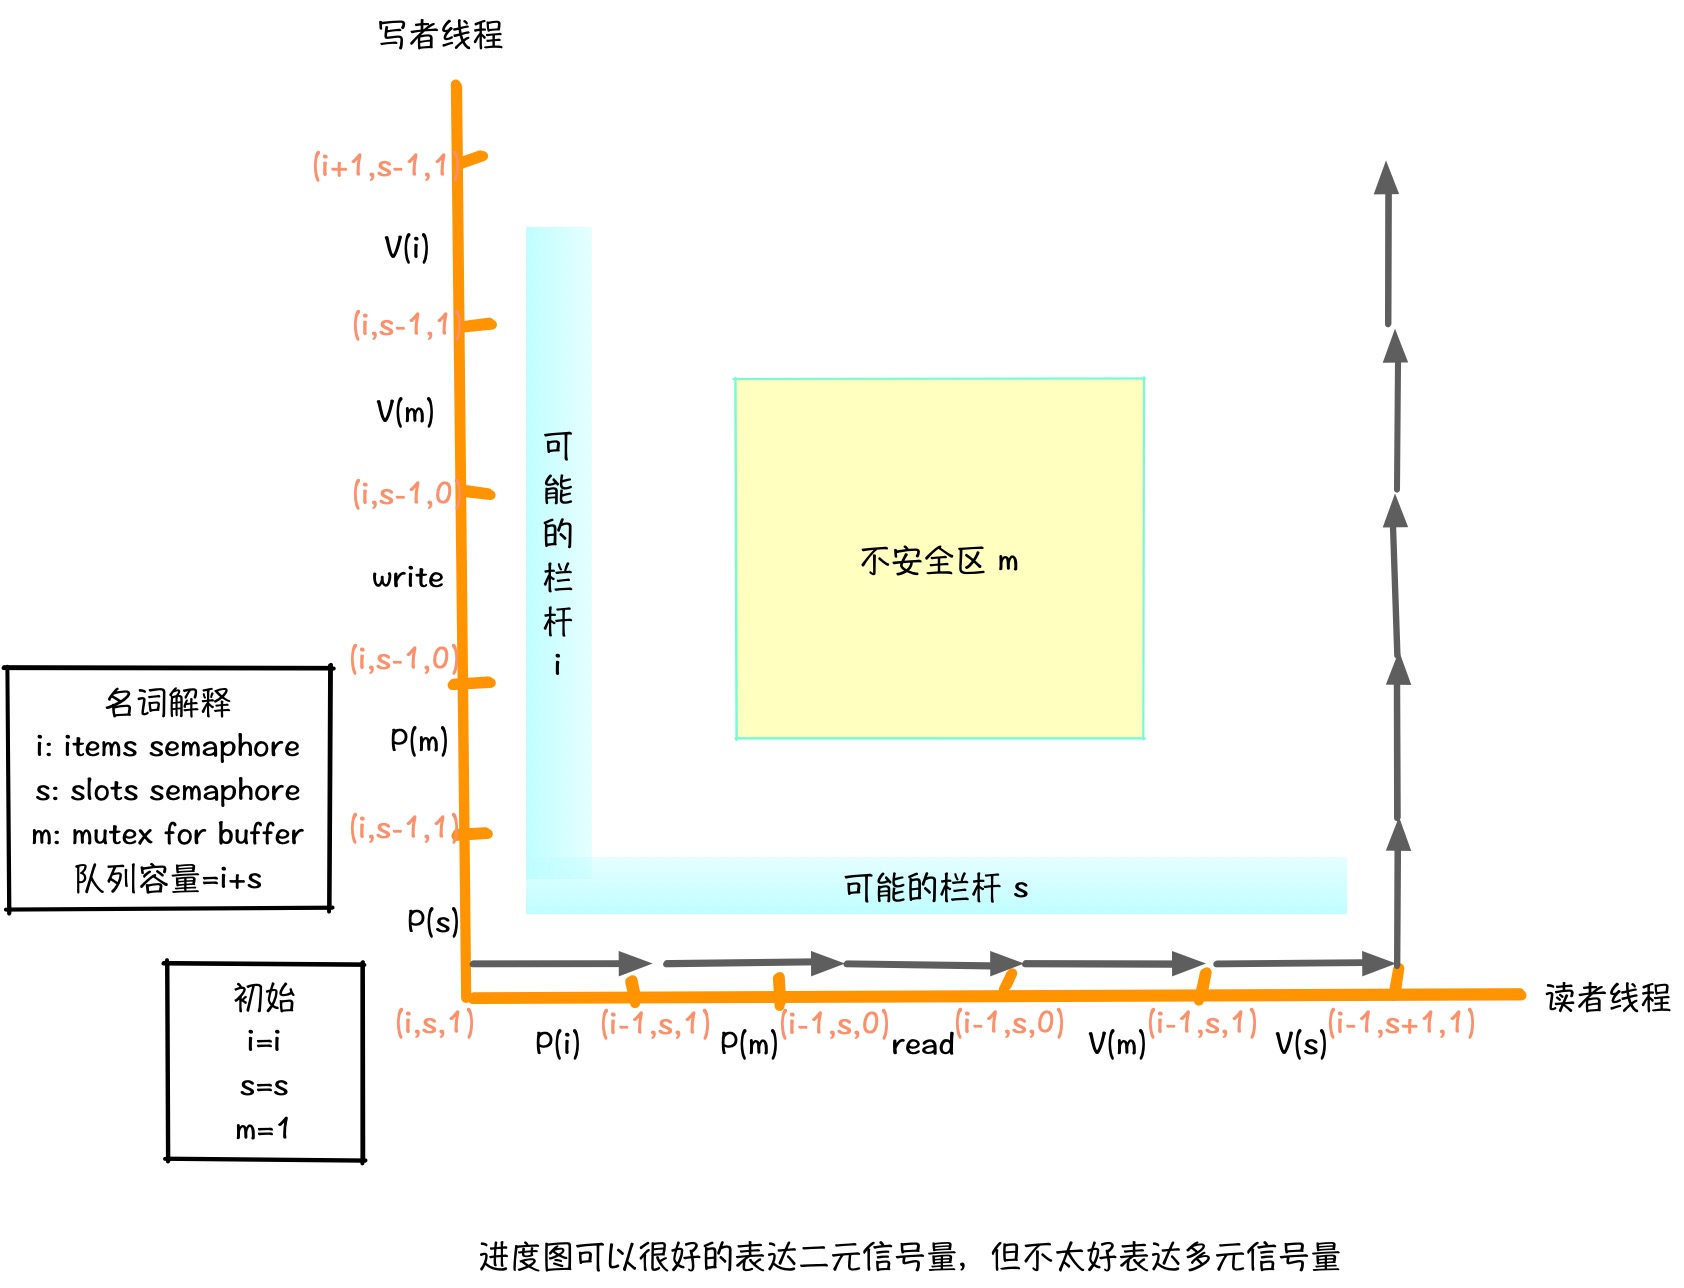 写者线程
(i+1,s-1,1)
V(i)
(i,s-1,1)
V(m)
(i,s-1,0)
write
(i,s-1,0)
P(m)
(i,s-1,1)
P(s)
可能的栏杆 i
不安全区 m
可能的栏杆 s
名词解释
i: items semaphore
s: slots semaphore
m: mutex for buffer
队列容量=i+s
初始
i=i
s=s
m=1
(i,s,1)
P(i)
(i-1,s,1)
P(m)
(i-1,s,0)
read
(i-1,s,0)
V(m)
(i-1,s,1)
V(s)
(i-1,s+1,1)
读者线程
进度图可以很好的表达二元信号量，但不太好表达多元信号量